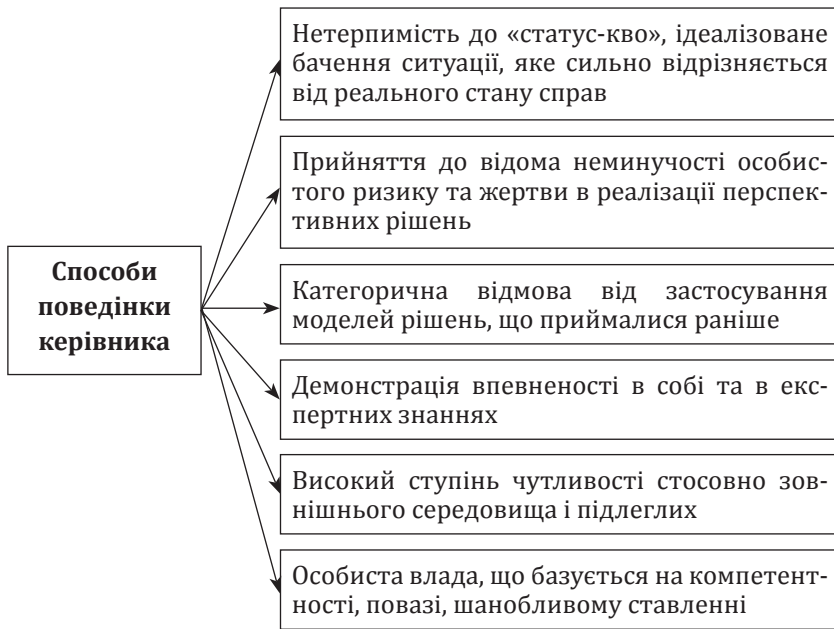 Нетерпимість до «статус-кво», ідеалізоване
бачення ситуації, яке сильно відрізняється
від реального стану справ
Прийняття до відома неминучості особис-
того ризику та жертви в реалізації перспек-
тивних рішень
Способи
поведінки
керівника
Категорична відмова від застосування
моделей рішень, що приймалися раніше
Демонстрація впевненості в собі та в екс-
пертних знаннях
Високий ступінь чутливості стосовно зов-
нішнього середовища і підлеглих
Особиста влада, що базується на компетент-
ності, повазі, шанобливому ставленні